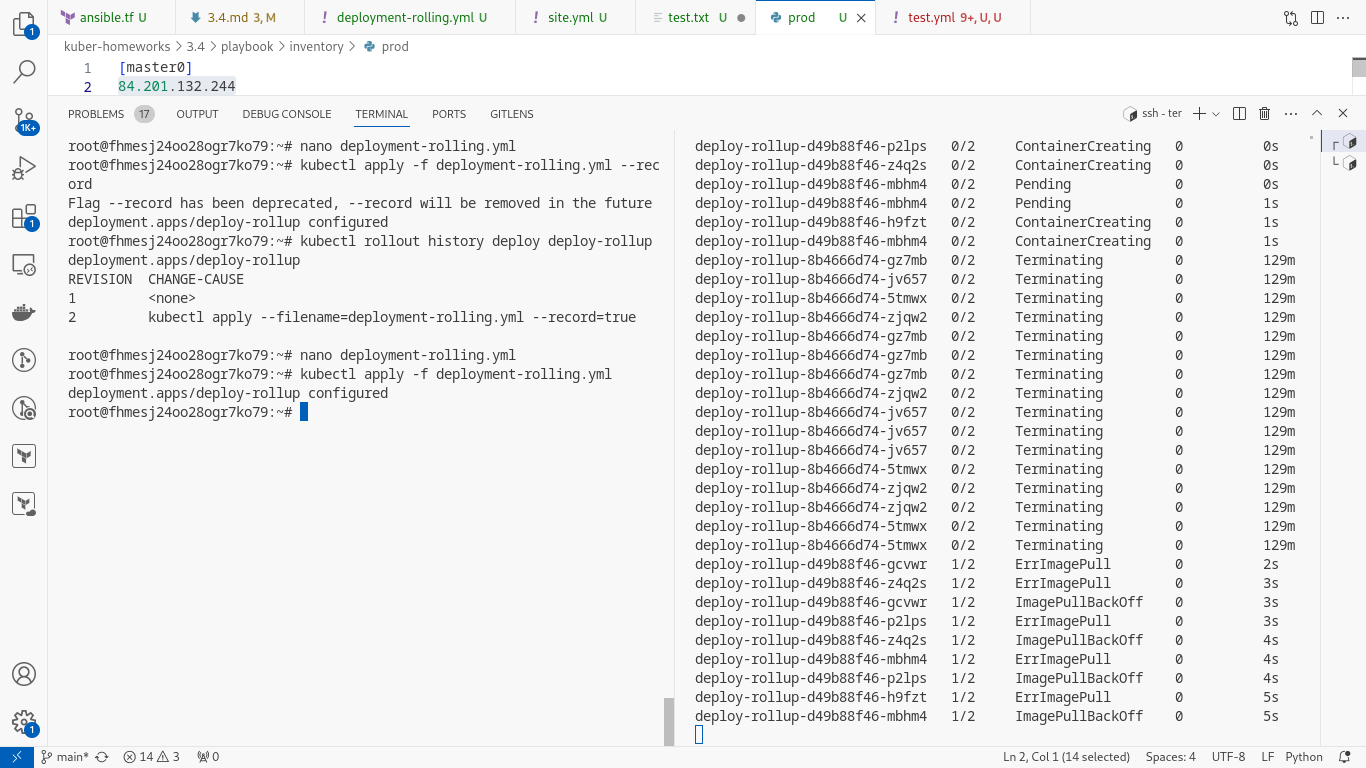 ansible.tf U
3.4.md 3, M
deployment-rolling.yml U
site.yml U
test.txt U
prod U
test.yml 9+, U, U
kuber-homeworks > 3.4 > playbook > inventory > prod
1 [master0]
2 84.201.132.244
PROBLEMS 17 OUTPUT DEBUG CONSOLE TERMINAL PORTS GITLENS
ssh - ter
root@fhmesj24oo28ogr7ko79:~# nano deployment-rolling.yml
root@fhmesj24oo28ogr7ko79:~# kubectl apply -f deployment-rolling.yml --rec
ord
Flag --record has been deprecated, --record will be removed in the future
deployment.apps/deploy-rollup configured
root@fhmesj24oo28ogr7ko79:~# kubectl rollout history deploy deploy-rollup
deployment.apps/deploy-rollup
REVISION  CHANGE-CAUSE
1         <none>
2         kubectl apply --filename=deployment-rolling.yml --record=true
root@fhmesj24oo28ogr7ko79:~# nano deployment-rolling.yml
root@fhmesj24oo28ogr7ko79:~# kubectl apply -f deployment-rolling.yml
deployment.apps/deploy-rollup configured
root@fhmesj24oo28ogr7ko79:~#
deploy-rollup-d49b88f46-p2lps   0/2     ContainerCreating   0          0s
deploy-rollup-d49b88f46-z4q2s   0/2     ContainerCreating   0          0s
deploy-rollup-d49b88f46-mbhm4   0/2     Pending             0          0s
deploy-rollup-d49b88f46-mbhm4   0/2     Pending             0          1s
deploy-rollup-d49b88f46-h9fzt   0/2     ContainerCreating   0          1s
deploy-rollup-d49b88f46-mbhm4   0/2     ContainerCreating   0          1s
deploy-rollup-8b4666d74-gz7mb   0/2     Terminating         0          129m
deploy-rollup-8b4666d74-jv657   0/2     Terminating         0          129m
deploy-rollup-8b4666d74-5tmwx   0/2     Terminating         0          129m
deploy-rollup-8b4666d74-zjqw2   0/2     Terminating         0          129m
deploy-rollup-8b4666d74-gz7mb   0/2     Terminating         0          129m
deploy-rollup-8b4666d74-gz7mb   0/2     Terminating         0          129m
deploy-rollup-8b4666d74-gz7mb   0/2     Terminating         0          129m
deploy-rollup-8b4666d74-zjqw2   0/2     Terminating         0          129m
deploy-rollup-8b4666d74-jv657   0/2     Terminating         0          129m
deploy-rollup-8b4666d74-jv657   0/2     Terminating         0          129m
deploy-rollup-8b4666d74-jv657   0/2     Terminating         0          129m
deploy-rollup-8b4666d74-5tmwx   0/2     Terminating         0          129m
deploy-rollup-8b4666d74-zjqw2   0/2     Terminating         0          129m
deploy-rollup-8b4666d74-zjqw2   0/2     Terminating         0          129m
deploy-rollup-8b4666d74-5tmwx   0/2     Terminating         0          129m
deploy-rollup-8b4666d74-5tmwx   0/2     Terminating         0          129m
deploy-rollup-d49b88f46-gcvwr   1/2     ErrImagePull        0          2s
deploy-rollup-d49b88f46-z4q2s   1/2     ErrImagePull        0          3s
deploy-rollup-d49b88f46-gcvwr   1/2     ImagePullBackOff    0          3s
deploy-rollup-d49b88f46-p2lps   1/2     ErrImagePull        0          3s
deploy-rollup-d49b88f46-z4q2s   1/2     ImagePullBackOff    0          4s
deploy-rollup-d49b88f46-mbhm4   1/2     ErrImagePull        0          4s
deploy-rollup-d49b88f46-p2lps   1/2     ImagePullBackOff    0          4s
deploy-rollup-d49b88f46-h9fzt   1/2     ErrImagePull        0          5s
deploy-rollup-d49b88f46-mbhm4   1/2     ImagePullBackOff    0          5s
1
1K+
1
1
main* 14 3 0
Ln 2, Col 1 (14 selected) Spaces: 4 UTF-8 LF Python